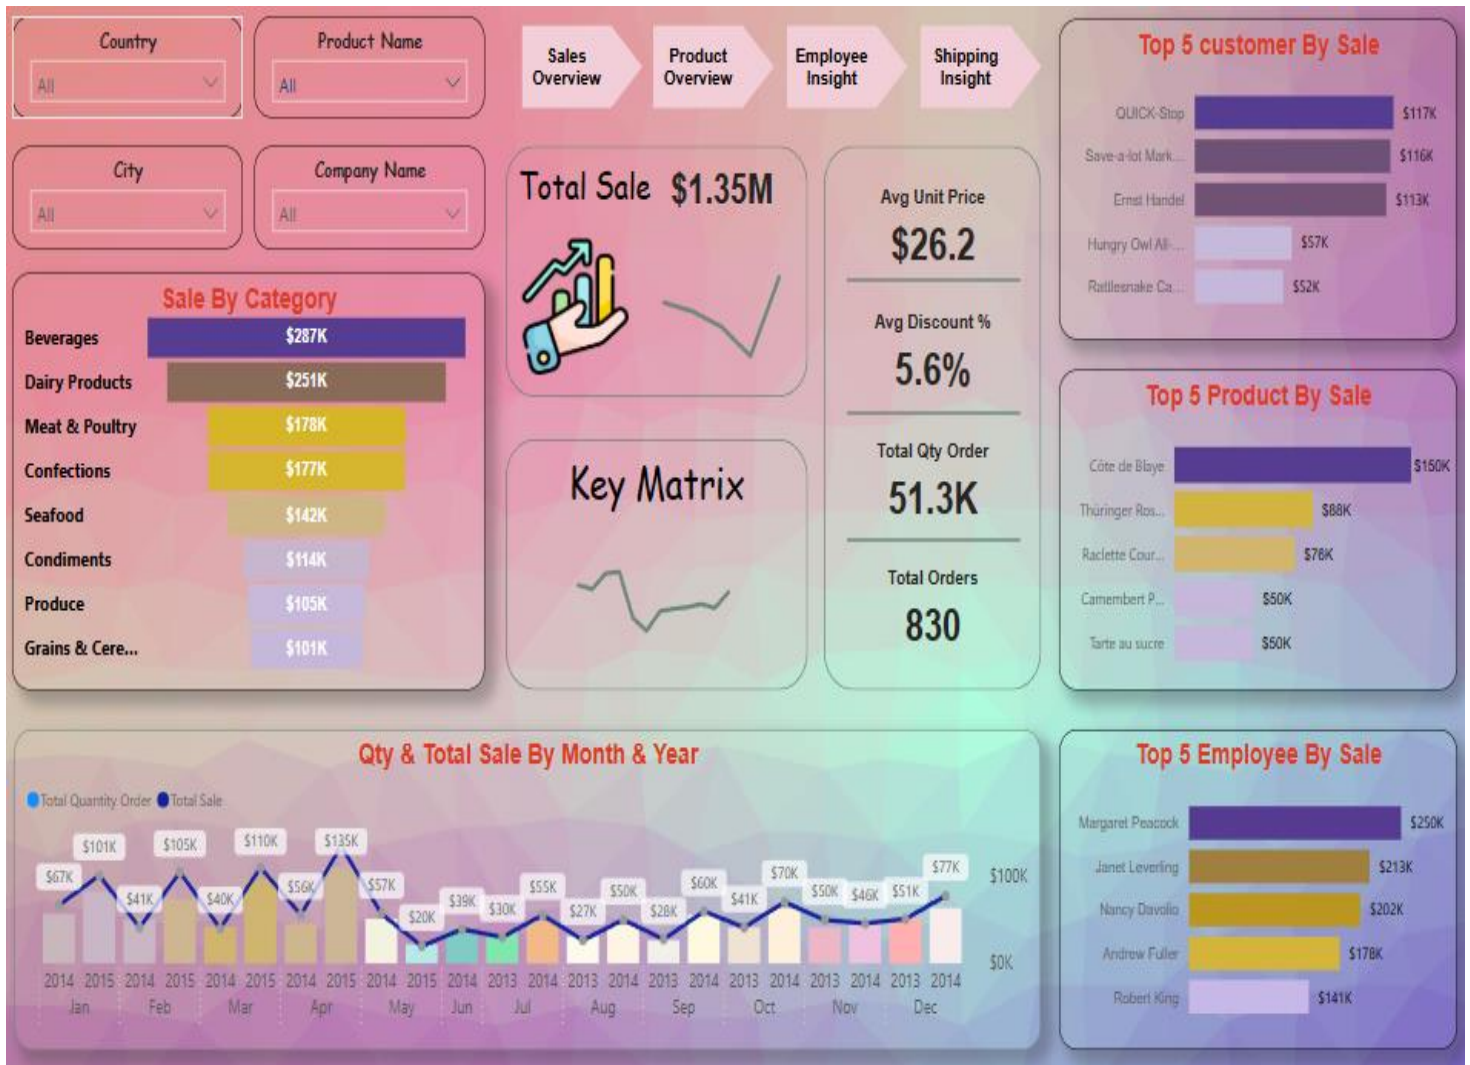 Country
All
Product Name
All
Sales
Overview
Product
Overview
Employee
Insight
Shipping
Insight
City
All
Company Name
All
Total Sale $1.35M
Avg Unit Price
$26.2
Avg Discount %
5.6%
Total Qty Order
51.3K
Total Orders
830
Key Matrix
Sale By Category
Beverages $287K
Dairy Products $251K
Meat & Poultry $178K
Confections $177K
Seafood $142K
Condiments $114K
Produce $105K
Grains & Cere... $101K
Top 5 customer By Sale
QUICK-Stop $117K
Save-a-lot Mark... $116K
Ernst Handel $113K
Hungry Owl All-... $57K
Rattlesnake Ca... $52K
Top 5 Product By Sale
Côte de Blaye $150K
Thüringer Ros... $88K
Raclette Cour... $76K
Camembert P... $50K
Tarte au sucre $50K
Qty & Total Sale By Month & Year
Total Quantity Order Total Sale
$67K $101K $41K $105K $40K $110K $56K $135K $57K $20K $39K $30K $55K $27K $50K $28K $60K $41K $70K $50K $46K $51K $77K
$100K
$0K
2014 2015 2014 2015 2014 2015 2014 2015 2014 2015 2014 2013 2014 2013 2014 2013 2014 2013 2014 2013 2014 2013 2014
Jan Feb Mar Apr May Jun Jul Aug Sep Oct Nov Dec
Top 5 Employee By Sale
Margaret Peacock $250K
Janet Leverling $213K
Nancy Davolio $202K
Andrew Fuller $178K
Robert King $141K